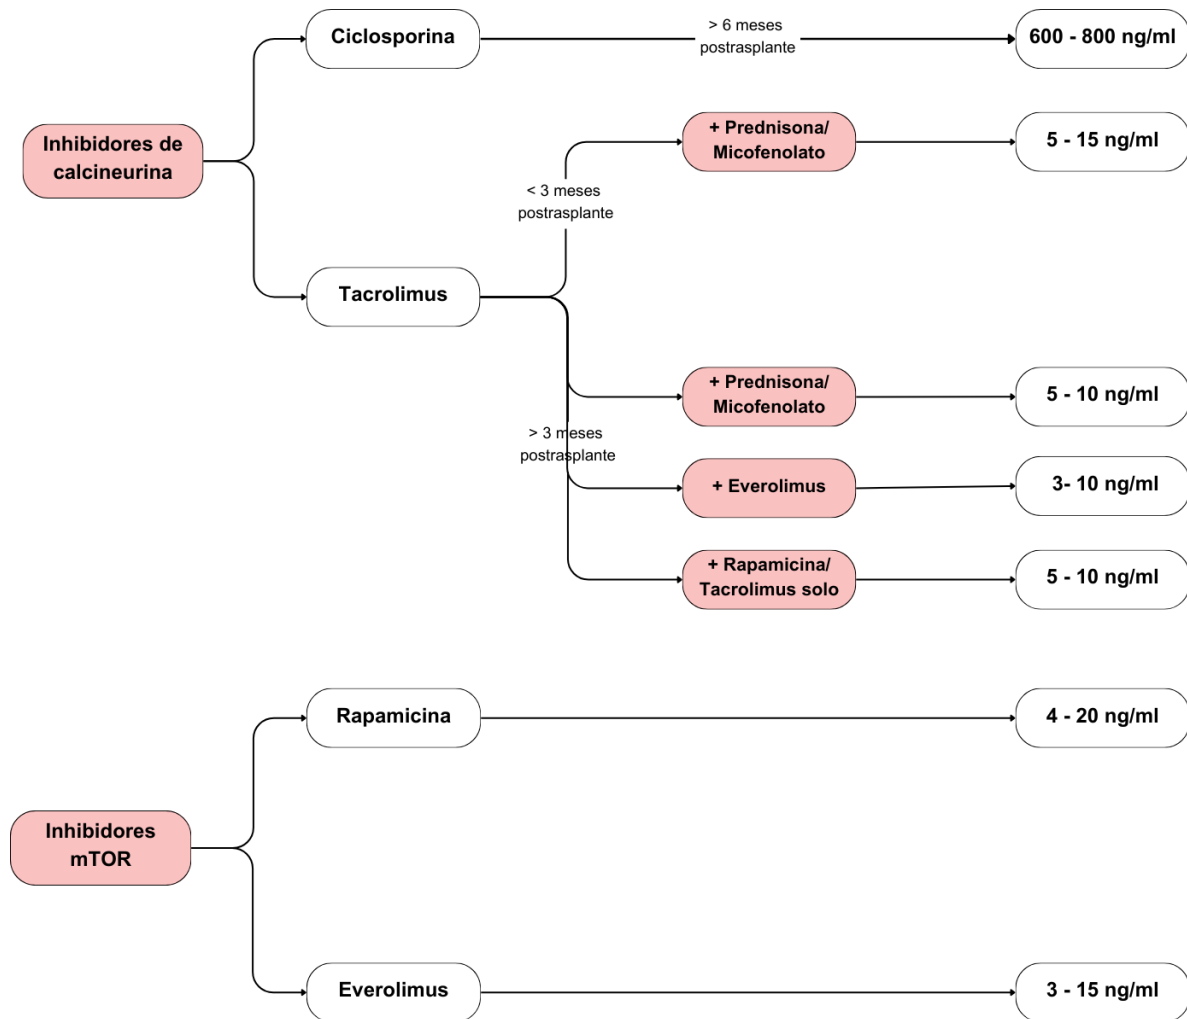 Ciclosporina
> 6 meses
postrasplante
600 - 800 ng/ml
Inhibidores de
calcineurina
+ Prednisona/
Micofenolato
5 - 15 ng/ml
< 3 meses
postrasplante
Tacrolimus
+ Prednisona/
Micofenolato
5 - 10 ng/ml
> 3 meses
postrasplante
+ Everolimus
3- 10 ng/ml
+ Rapamicina/
Tacrolimus solo
5 - 10 ng/ml
Rapamicina
4 - 20 ng/ml
Inhibidores
mTOR
Everolimus
3 - 15 ng/ml